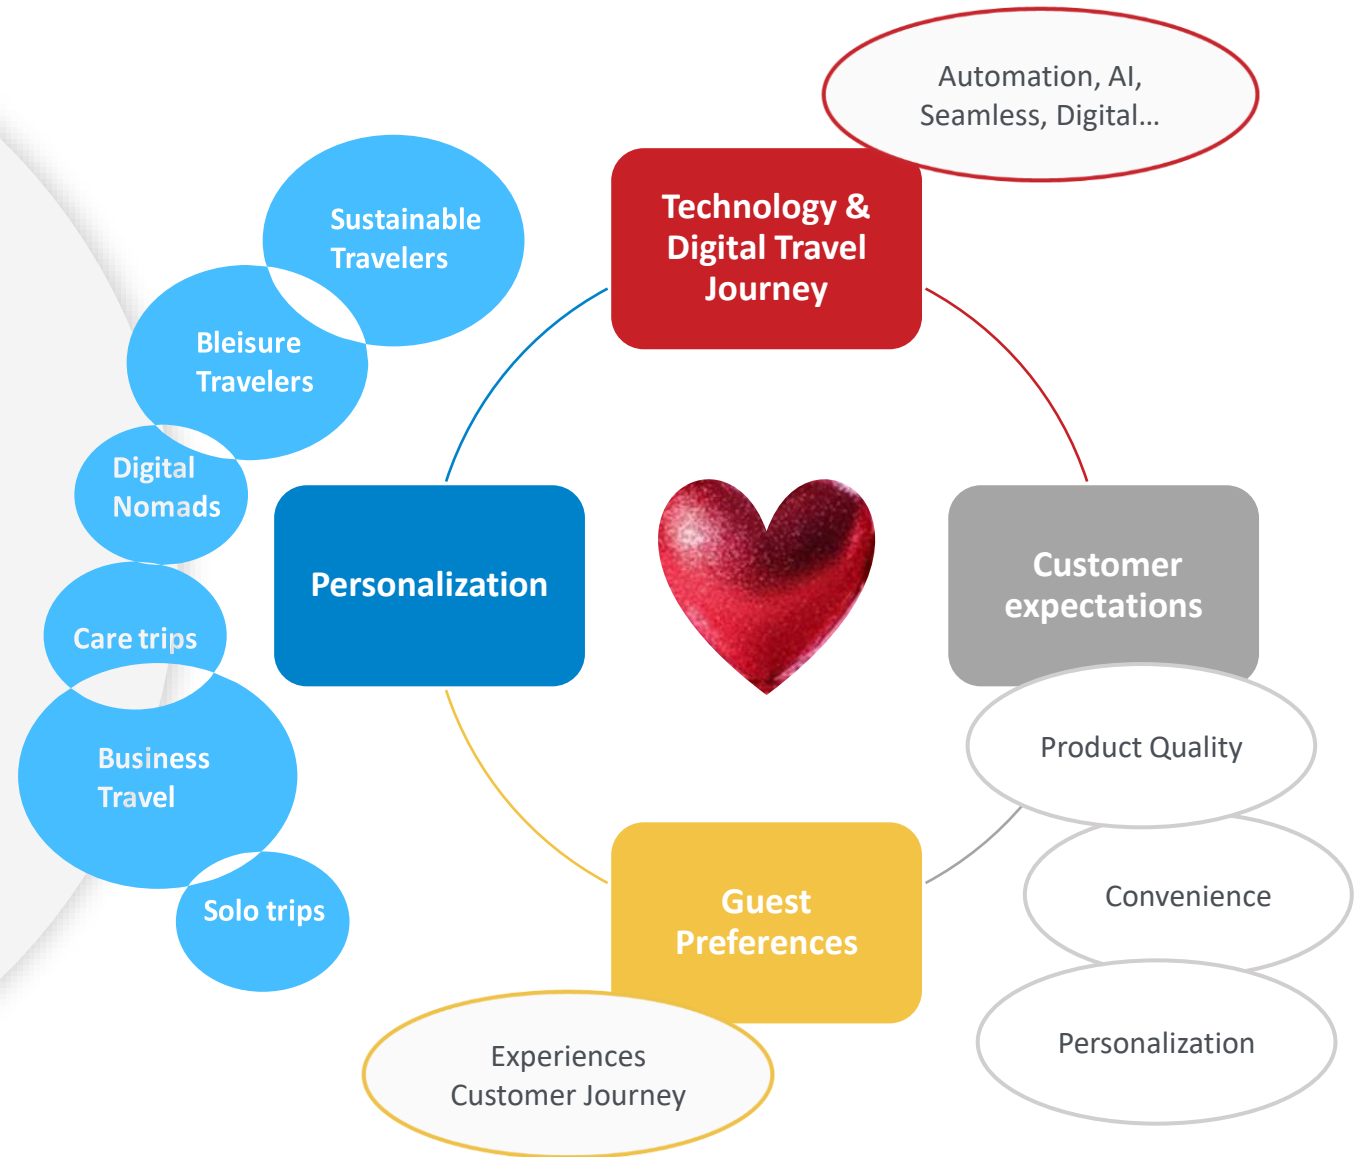 Automation, AI,
Seamless, Digital...
Technology &
Digital Travel
Journey
Sustainable
Travelers
Bleisure
Travelers
Digital
Nomads
Care trips
Business
Travel
Solo trips
Personalization
Customer
expectations
Product Quality
Convenience
Personalization
Guest
Preferences
Experiences
Customer Journey